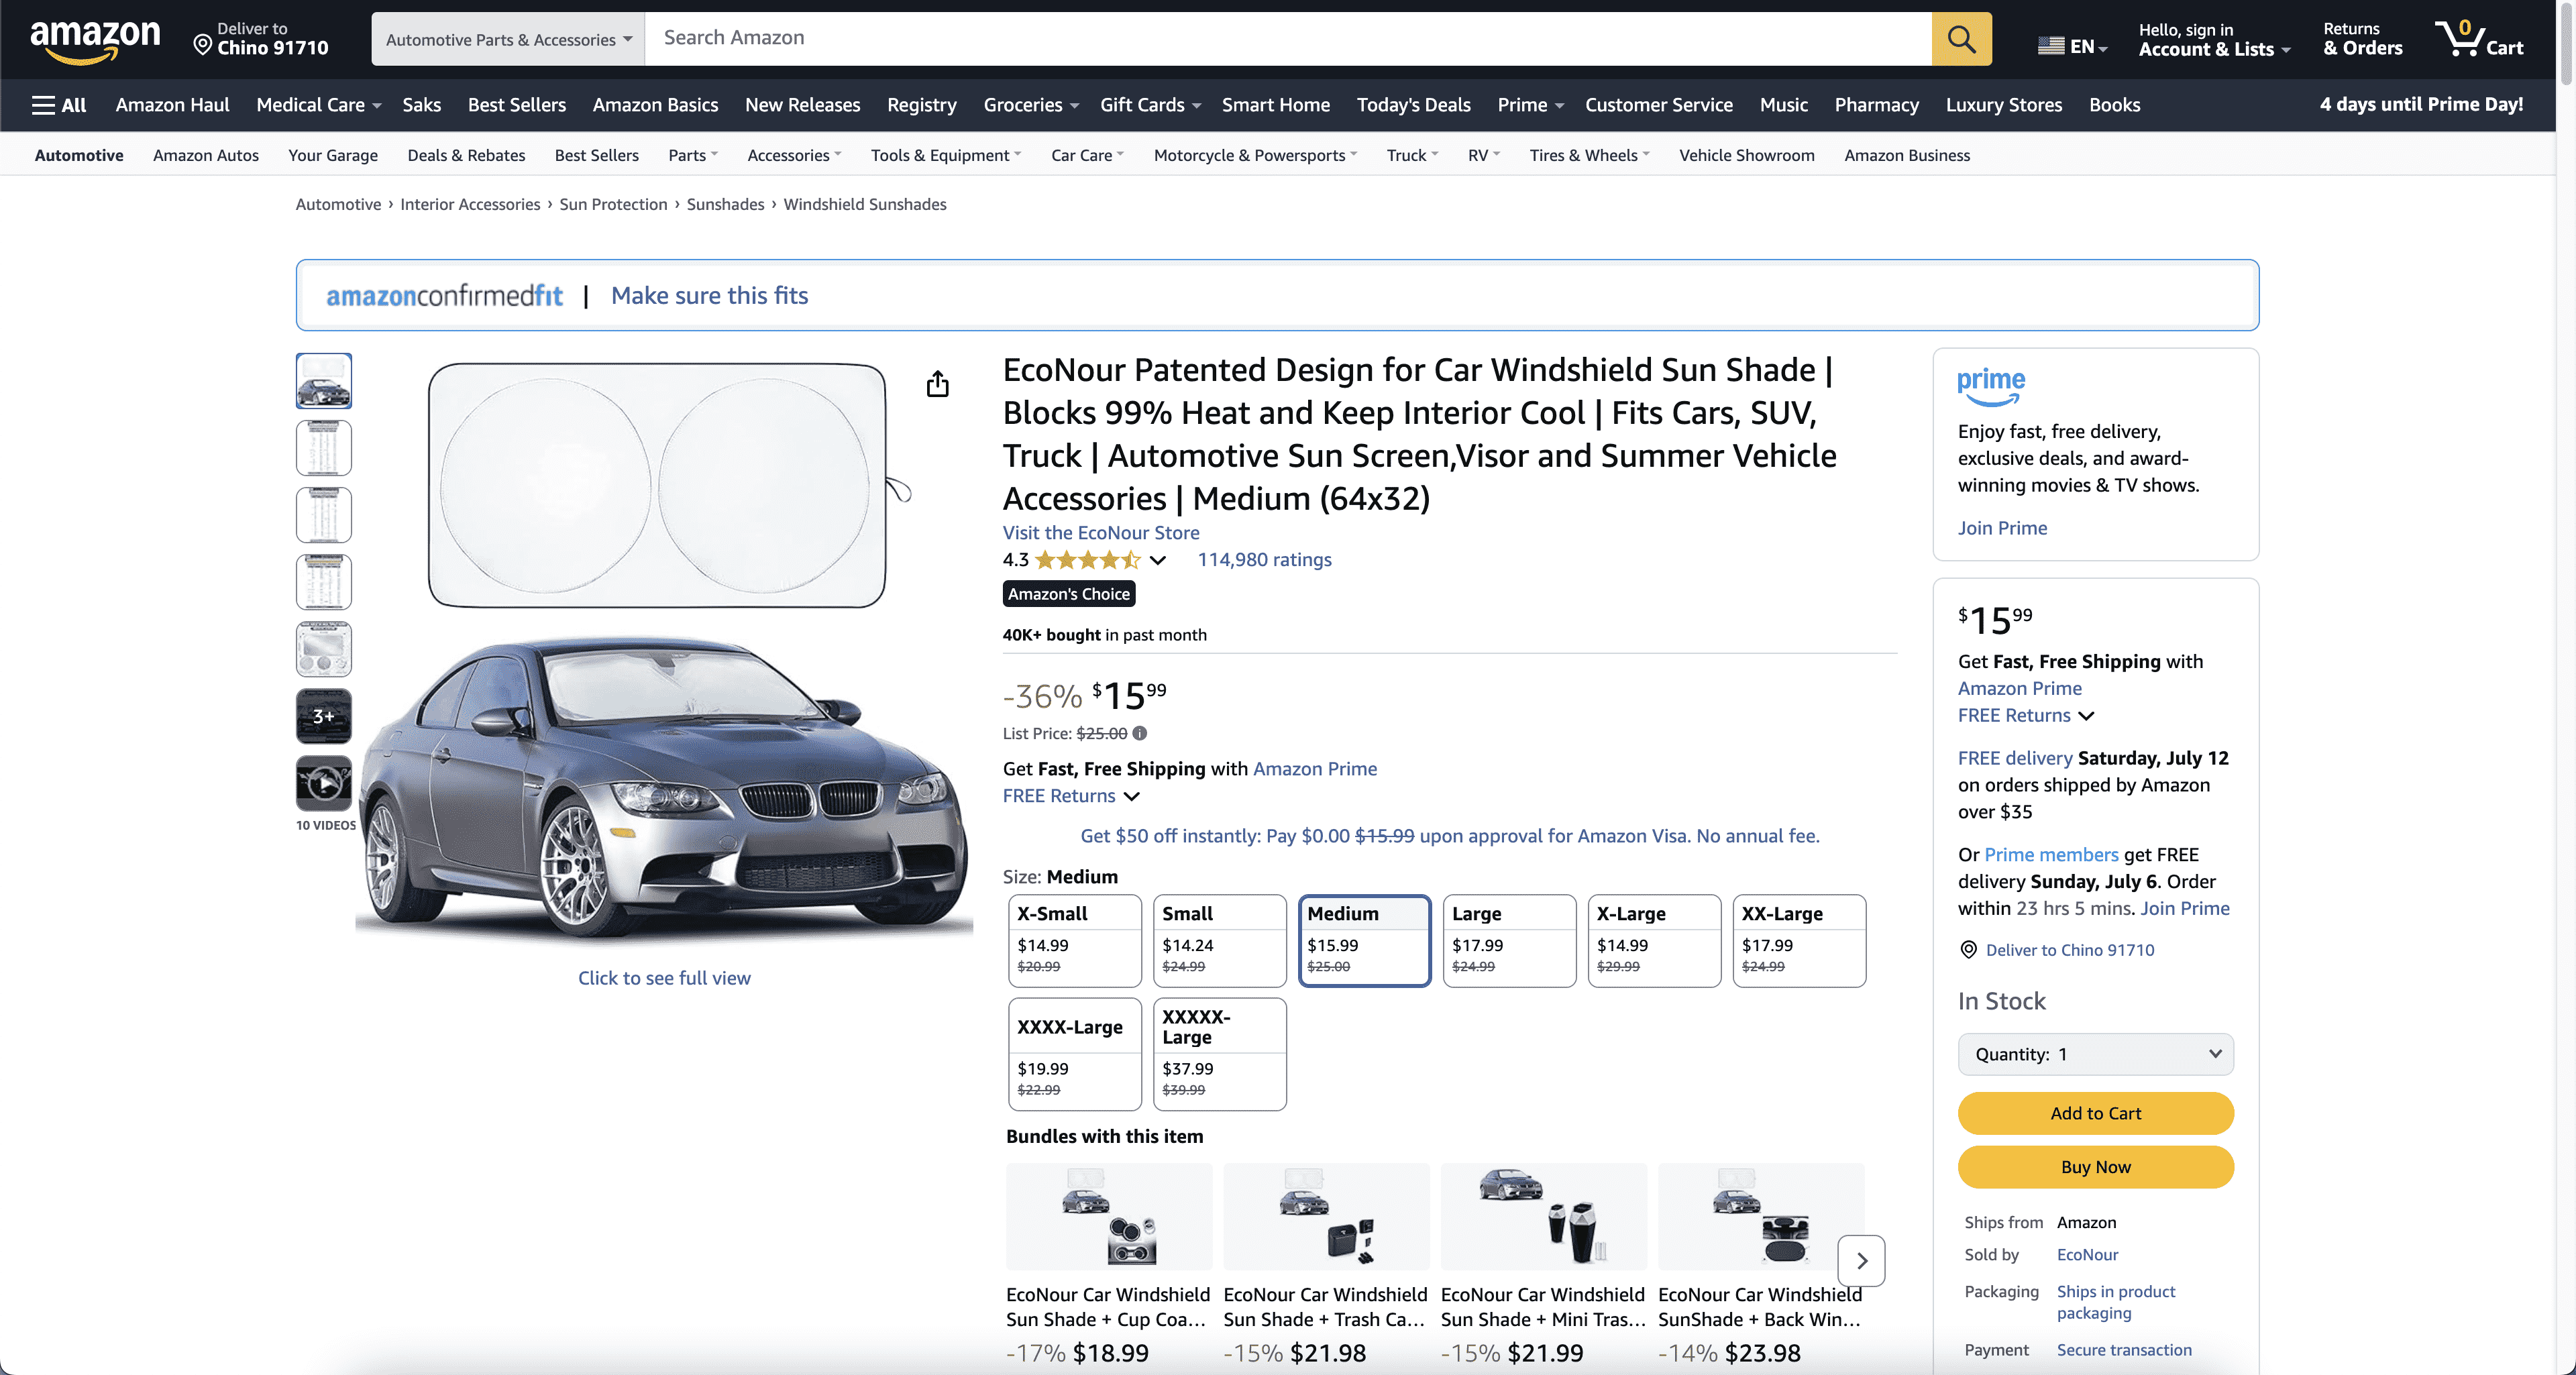 amazon
Deliver to
Chino 91710
Automotive Parts & Accessories
Search Amazon
EN
Hello, sign in
Account & Lists
Returns
& Orders
0
Cart
All
Amazon Haul
Medical Care
Saks
Best Sellers
Amazon Basics
New Releases
Registry
Groceries
Gift Cards
Smart Home
Today's Deals
Prime
Customer Service
Music
Pharmacy
Luxury Stores
Books
4 days until Prime Day!
Automotive
Amazon Autos
Your Garage
Deals & Rebates
Best Sellers
Parts
Accessories
Tools & Equipment
Car Care
Motorcycle & Powersports
Truck
RV
Tires & Wheels
Vehicle Showroom
Amazon Business
Automotive › Interior Accessories › Sun Protection › Sunshades › Windshield Sunshades
amazonconfirmedfit | Make sure this fits
3+
10 VIDEOS
Click to see full view
EcoNour Patented Design for Car Windshield Sun Shade |
Blocks 99% Heat and Keep Interior Cool | Fits Cars, SUV,
Truck | Automotive Sun Screen,Visor and Summer Vehicle
Accessories | Medium (64x32)
Visit the EcoNour Store
4.3
114,980 ratings
Amazon's Choice
40K+ bought in past month
-36% $15 99
List Price: $25.00
Get Fast, Free Shipping with Amazon Prime
FREE Returns
Get $50 off instantly: Pay $0.00 $15.99 upon approval for Amazon Visa. No annual fee.
Size: Medium
X-Small
$14.99
$20.99
Small
$14.24
$24.99
Medium
$15.99
$25.00
Large
$17.99
$24.99
X-Large
$14.99
$29.99
XX-Large
$17.99
$24.99
XXXX-Large
$19.99
$22.99
XXXXX-
Large
$37.99
$39.99
Bundles with this item
EcoNour Car Windshield
Sun Shade + Cup Coa...
-17% $18.99
EcoNour Car Windshield
Sun Shade + Trash Ca...
-15% $21.98
EcoNour Car Windshield
Sun Shade + Mini Tras...
-15% $21.99
EcoNour Car Windshield
SunShade + Back Win...
-14% $23.98
prime
Enjoy fast, free delivery,
exclusive deals, and award-
winning movies & TV shows.
Join Prime
$15 99
Get Fast, Free Shipping with
Amazon Prime
FREE Returns
FREE delivery Saturday, July 12
on orders shipped by Amazon
over $35
Or Prime members get FREE
delivery Sunday, July 6. Order
within 23 hrs 5 mins. Join Prime
Deliver to Chino 91710
In Stock
Quantity: 1
Add to Cart
Buy Now
Ships from Amazon
Sold by EcoNour
Packaging Ships in product
packaging
Payment Secure transaction